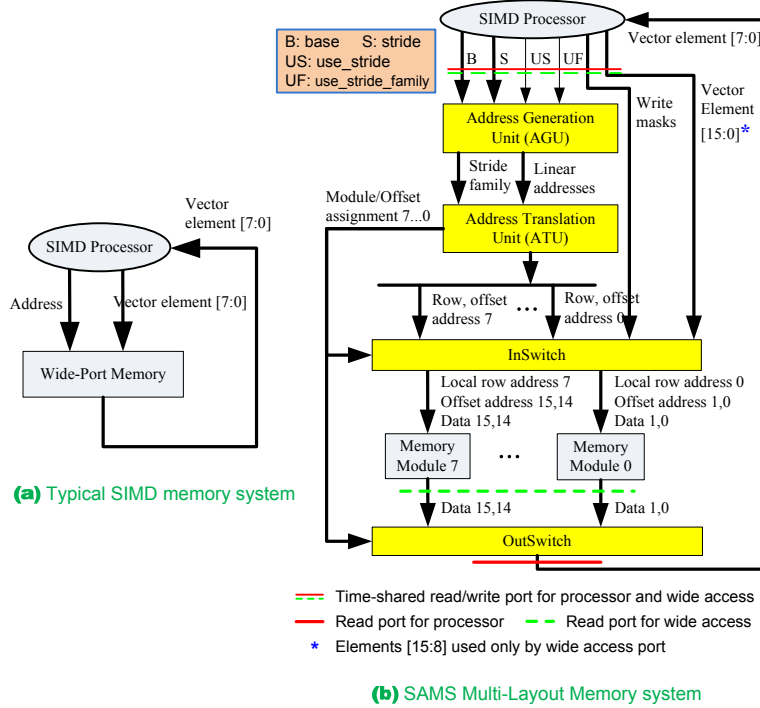 SIMD Processor
Vector element [7:0]
B: base S: stride
US: use_stride
UF: use_stride_family
B S US UF
Write masks
Vector Element [15:0]*
Address Generation Unit (AGU)
Stride family
Linear addresses
Module/Offset assignment 7...0
Address Translation Unit (ATU)
Row, offset address 7
...
Row, offset address 0
InSwitch
Local row address 7
Offset address 15,14
Data 15,14
Local row address 0
Offset address 1,0
Data 1,0
Memory Module 7
...
Memory Module 0
Data 15,14
Data 1,0
OutSwitch
Vector element [7:0]
SIMD Processor
Address
Vector element [7:0]
Wide-Port Memory
(a) Typical SIMD memory system
Time-shared read/write port for processor and wide access
Read port for processor
Read port for wide access
* Elements [15:8] used only by wide access port
(b) SAMS Multi-Layout Memory system